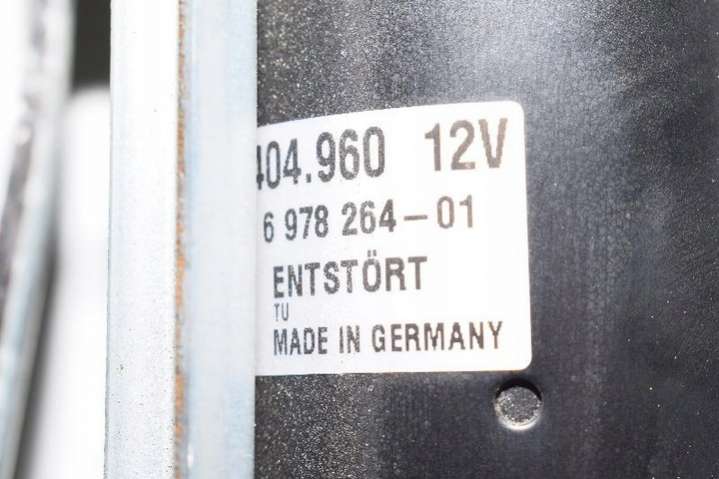 404.960 12V
6 978 264-01
ENTSTÖRT
TU
MADE IN GERMANY